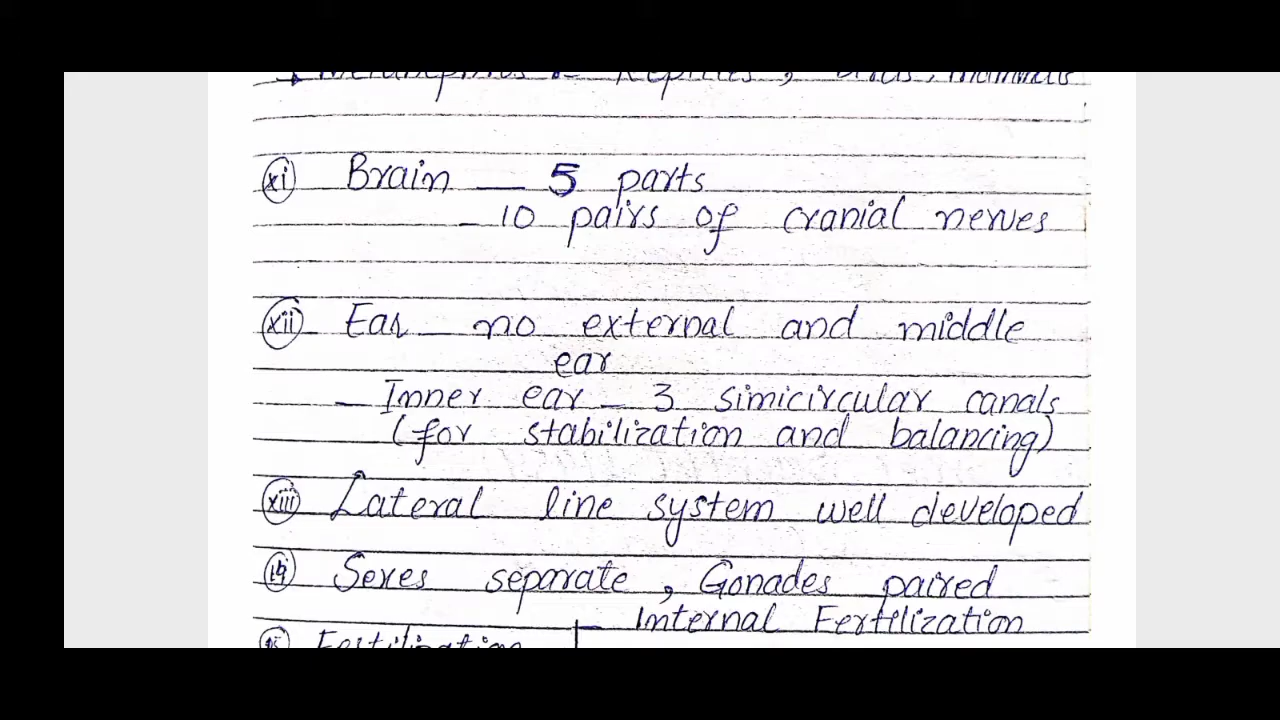 (xi) Brain — 5 parts
– 10 pairs of cranial nerves
(xii) Ear – no external and middle
ear
– Inner ear – 3 simicircular canals
(for stabilization and balancing)
(xiii) Lateral line system well developed
Sexes separate, Gonades paired
– Internal Fertilization
Fertilization